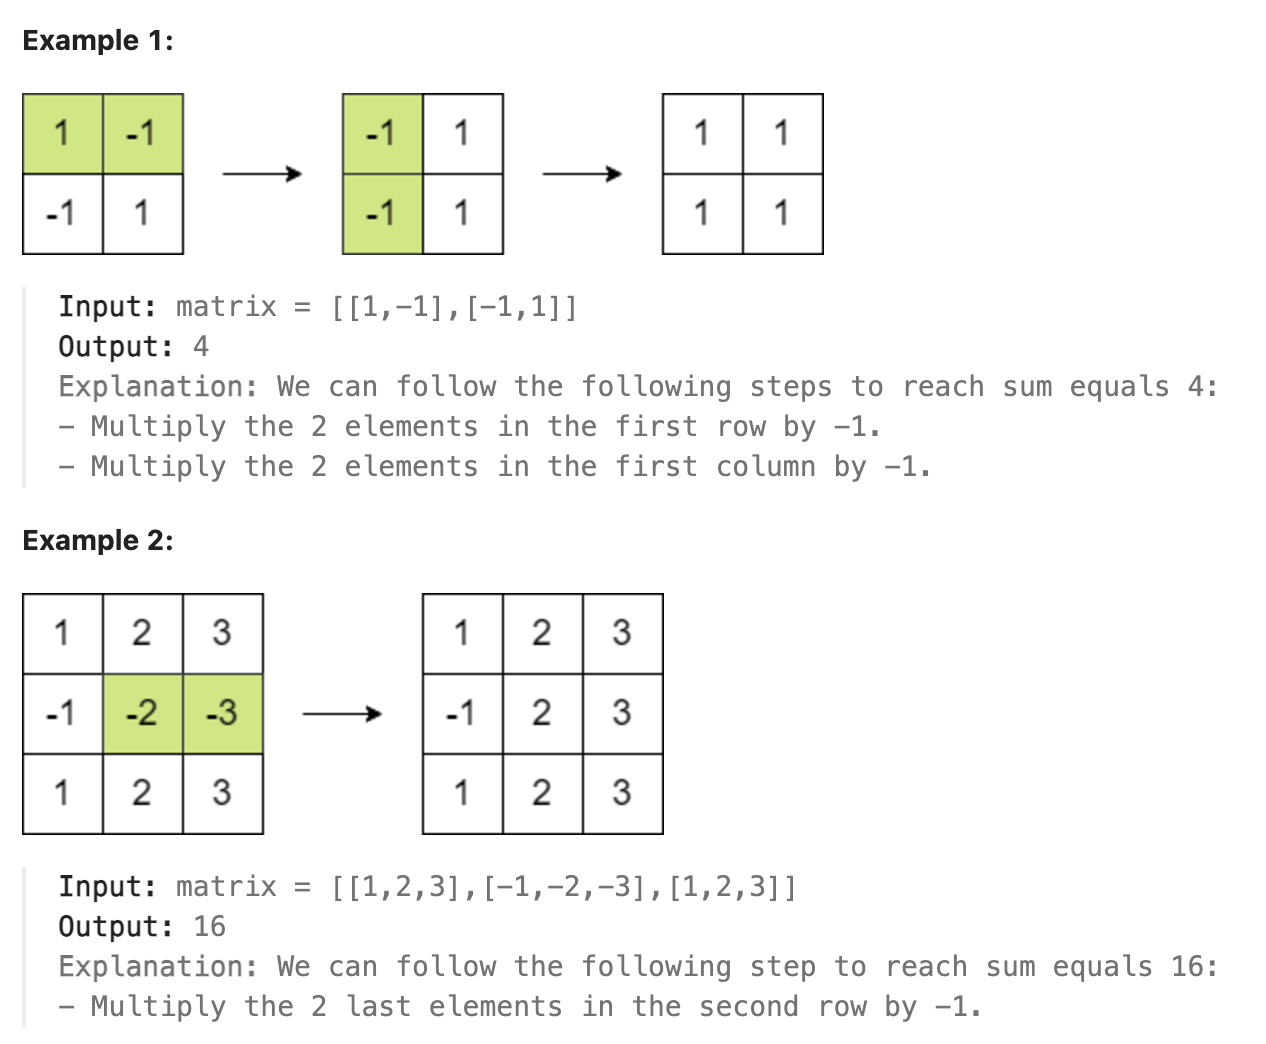 Example 1:
1 -1 -1 1 1 1
-1 1 -1 1 1 1
Input: matrix = [[1,-1],[-1,1]]
Output: 4
Explanation: We can follow the following steps to reach sum equals 4:
- Multiply the 2 elements in the first row by -1.
- Multiply the 2 elements in the first column by -1.
Example 2:
1 2 3 1 2 3
-1 -2 -3 -1 2 3
1 2 3 1 2 3
Input: matrix = [[1,2,3],[-1,-2,-3],[1,2,3]]
Output: 16
Explanation: We can follow the following step to reach sum equals 16:
- Multiply the 2 last elements in the second row by -1.